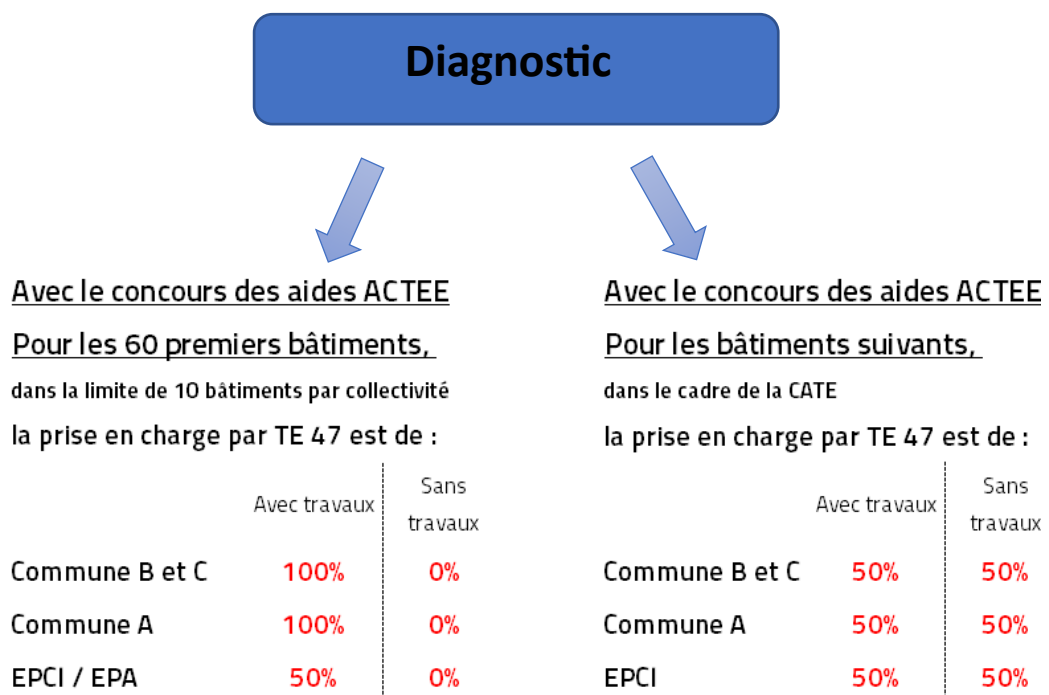 Diagnostic
Avec le concours des aides ACTEE
Pour les 60 premiers bâtiments,
dans la limite de 10 bâtiments par collectivité
la prise en charge par TE 47 est de :
Avec travaux Sans travaux
Commune B et C 100% 0%
Commune A 100% 0%
EPCI / EPA 50% 0%
Avec le concours des aides ACTEE
Pour les bâtiments suivants,
dans le cadre de la CATE
la prise en charge par TE 47 est de :
Avec travaux Sans travaux
Commune B et C 50% 50%
Commune A 50% 50%
EPCI 50% 50%